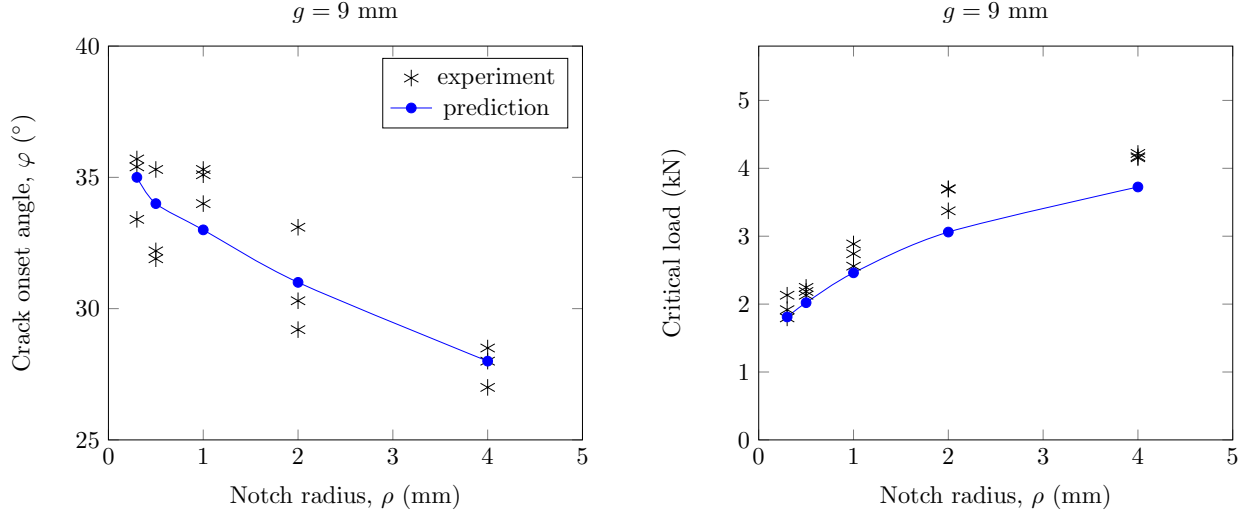 g = 9 mm
40
35
30
25
0
1
2
3
4
5
Crack onset angle, φ (°)
Notch radius, ρ (mm)
experiment
prediction
g = 9 mm
5
4
3
2
1
0
0
1
2
3
4
5
Critical load (kN)
Notch radius, ρ (mm)